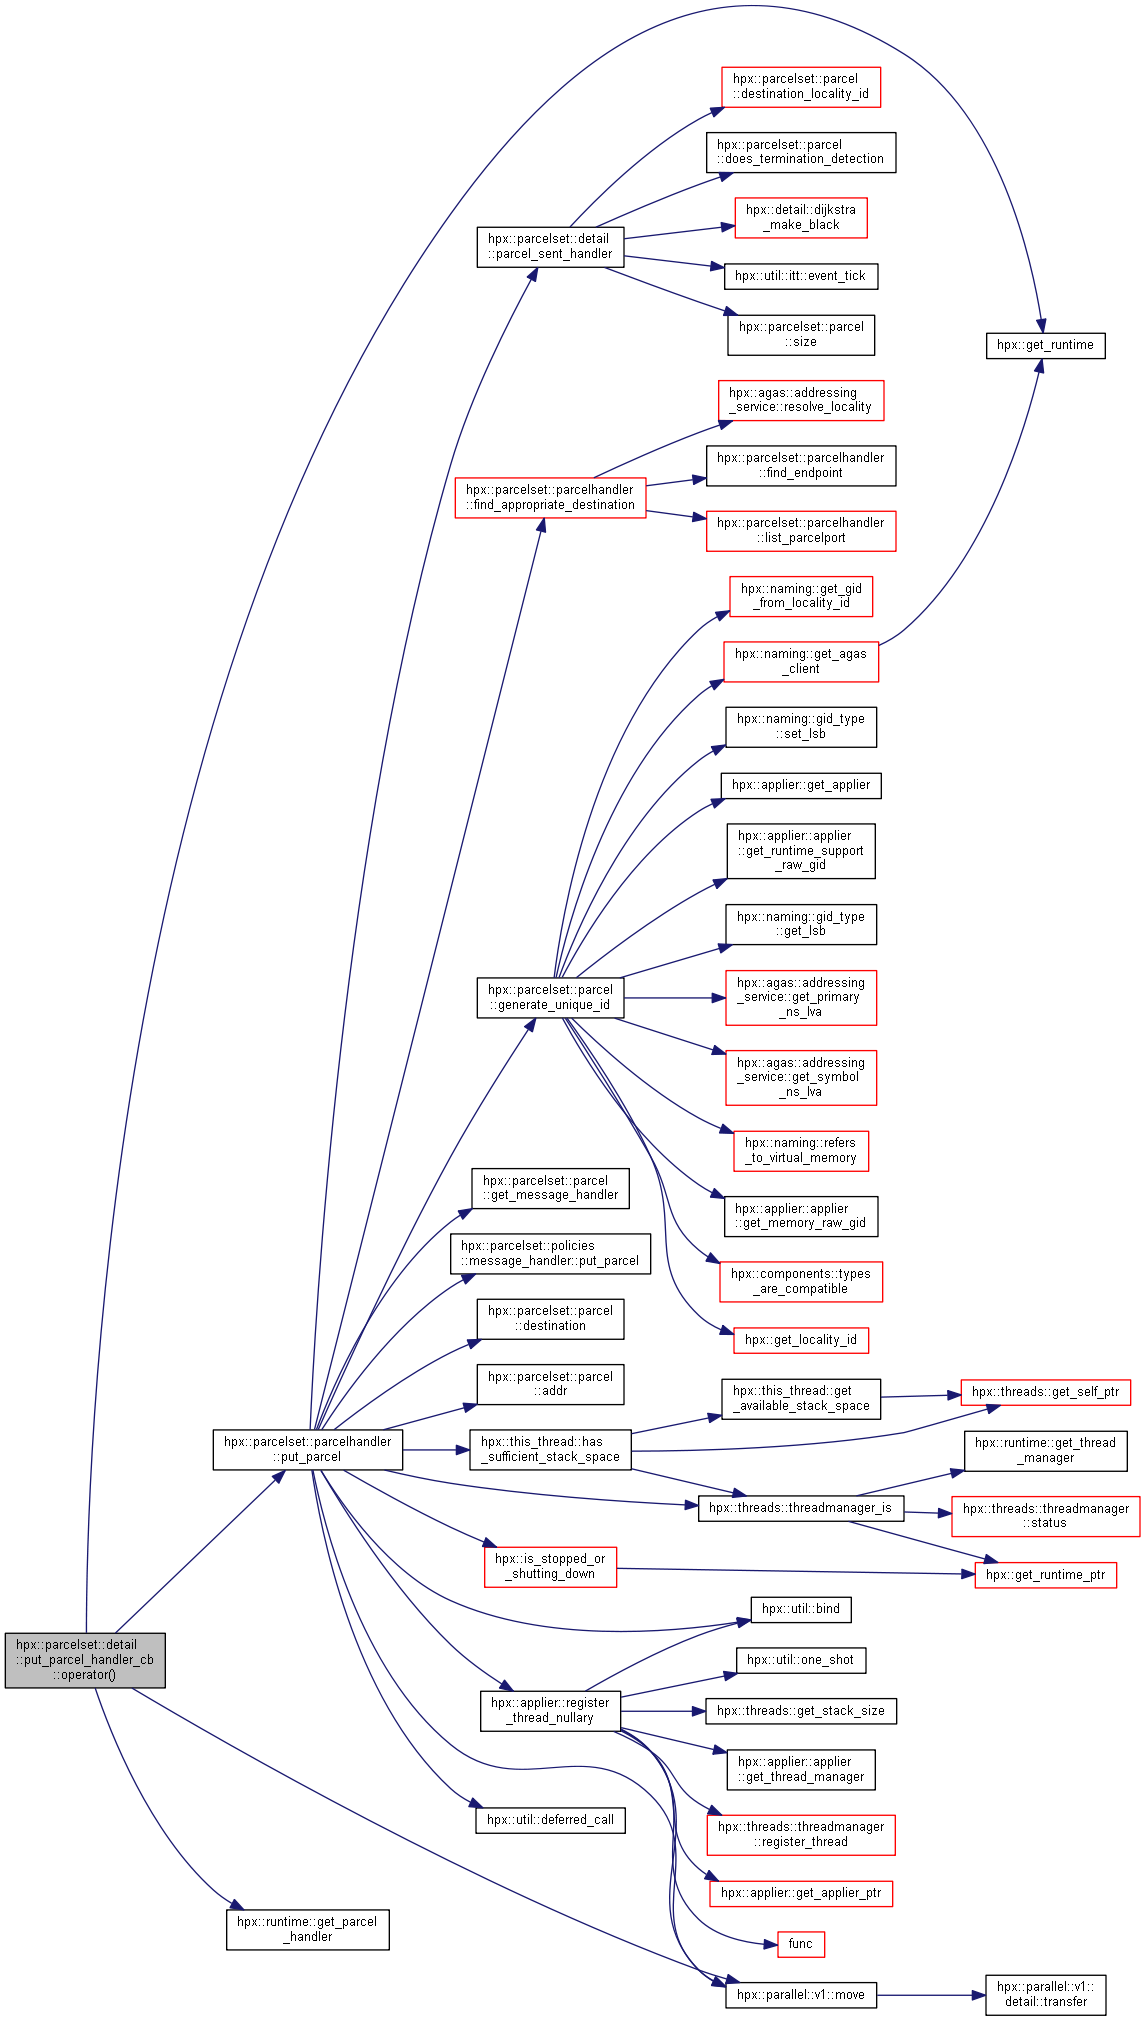 hpx::parcelset::parcel
::destination_locality_id
hpx::parcelset::parcel
::does_termination_detection
hpx::detail::dijkstra
_make_black
hpx::parcelset::detail
::parcel_sent_handler
hpx::util::itt::event_tick
hpx::parcelset::parcel
::size
hpx::get_runtime
hpx::agas::addressing
_service::resolve_locality
hpx::parcelset::parcelhandler
::find_endpoint
hpx::parcelset::parcelhandler
::find_appropriate_destination
hpx::parcelset::parcelhandler
::list_parcelport
hpx::naming::get_gid
_from_locality_id
hpx::naming::get_agas
_client
hpx::naming::gid_type
::set_lsb
hpx::applier::get_applier
hpx::applier::applier
::get_runtime_support
_raw_gid
hpx::naming::gid_type
::get_lsb
hpx::parcelset::parcel
::generate_unique_id
hpx::agas::addressing
_service::get_primary
_ns_lva
hpx::agas::addressing
_service::get_symbol
_ns_lva
hpx::naming::refers
_to_virtual_memory
hpx::parcelset::parcel
::get_message_handler
hpx::applier::applier
::get_memory_raw_gid
hpx::parcelset::policies
::message_handler::put_parcel
hpx::components::types
_are_compatible
hpx::parcelset::parcel
::destination
hpx::get_locality_id
hpx::parcelset::parcel
::addr
hpx::this_thread::get
_available_stack_space
hpx::threads::get_self_ptr
hpx::parcelset::parcelhandler
::put_parcel
hpx::this_thread::has
_sufficient_stack_space
hpx::runtime::get_thread
_manager
hpx::threads::threadmanager_is
hpx::threads::threadmanager
::status
hpx::is_stopped_or
_shutting_down
hpx::get_runtime_ptr
hpx::util::bind
hpx::parcelset::detail
::put_parcel_handler_cb
::operator()
hpx::util::one_shot
hpx::applier::register
_thread_nullary
hpx::threads::get_stack_size
hpx::applier::applier
::get_thread_manager
hpx::util::deferred_call
hpx::threads::threadmanager
::register_thread
hpx::applier::get_applier_ptr
hpx::runtime::get_parcel
_handler
func
hpx::parallel::v1::move
hpx::parallel::v1::
detail::transfer